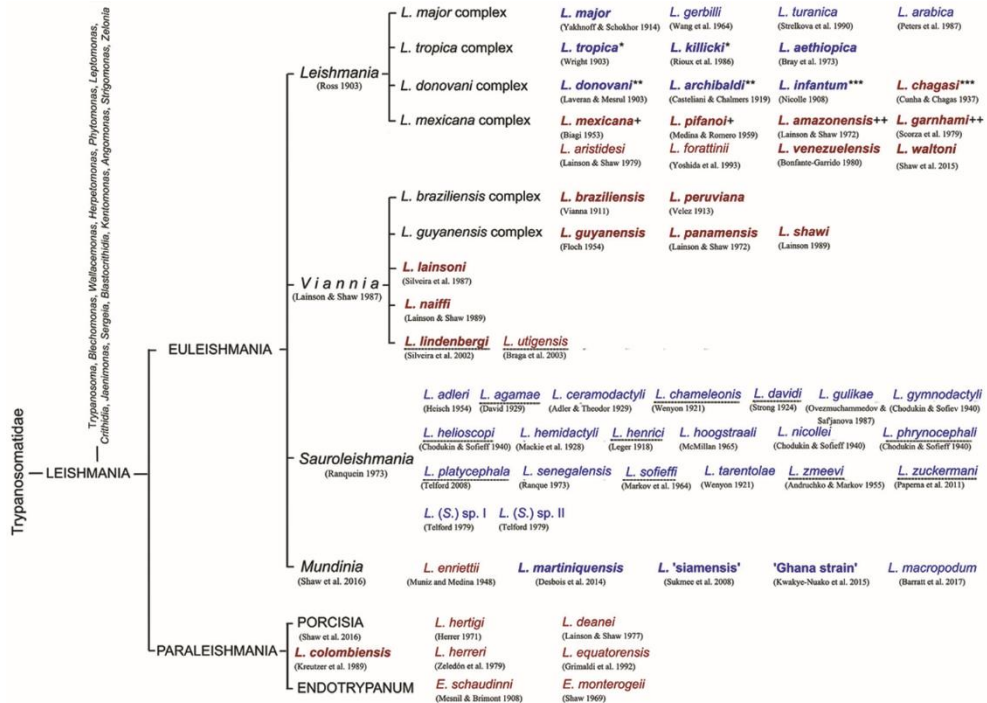 Trypanosoma, Blechomonas, Wallacemonas, Herpetomonas, Phytomonas, Leptomonas,
Crithidia, Jaenimonas, Sergeia, Blastocrithidia, Kentomonas, Angomonas, Strigomonas, Zelonia
Trypanosomatidae
LEISHMANIA
EULEISHMANIA
Leishmania
(Ross 1903)
L. major complex
L. major
L. gerbilli
L. turanica
L. arabica
(Yakhnoff & Schokhor 1914)
(Wang et al. 1964)
(Strelkova et al. 1990)
(Peters et al. 1987)
L. tropica complex
L. tropica*
L. killicki*
L. aethiopica
(Wright 1903)
(Rioux et al. 1986)
(Bray et al. 1973)
L. donovani complex
L. donovani**
L. archibaldi**
L. infantum***
L. chagasi***
(Laveran & Mesrul 1903)
(Casteliani & Chalmers 1919)
(Nicolle 1908)
(Cunha & Chagas 1937)
L. mexicana complex
L. mexicana+
L. pifanoi+
L. amazonensis++
L. garnhami++
(Biagi 1953)
(Medina & Romero 1959)
(Lainson & Shaw 1972)
(Scorza et al. 1979)
L. aristidesi
L. forattinii
L. venezuelensis
L. waltoni
(Lainson & Shaw 1979)
(Yoshida et al. 1993)
(Bonfante-Garrido 1980)
(Shaw et al. 2015)
Viannia
(Lainson & Shaw 1987)
L. braziliensis complex
L. braziliensis
L. peruviana
(Vianna 1911)
(Velez 1913)
L. guyanensis complex
L. guyanensis
L. panamensis
L. shawi
(Floch 1954)
(Lainson & Shaw 1972)
(Lainson 1989)
L. lainsoni
(Silveira et al. 1987)
L. naiffi
(Lainson & Shaw 1989)
L. lindenbergi
L. utigensis
(Silveira et al. 2002)
(Braga et al. 2003)
Sauroleishmania
(Ranquein 1973)
L. adleri
L. agamae
L. ceramodactyli
L. chameleonis
L. davidi
L. gulikae
L. gymnodactyli
(Heisch 1954)
(David 1929)
(Adler & Theodor 1929)
(Wenyon 1921)
(Strong 1924)
(Ovezmuchammedov &
Saf'janova 1987)
(Chodukin & Sofiev 1940)
L. helioscopi
L. hemidactyli
L. henrici
L. hoogstraali
L. nicollei
L. phrynocephali
(Chodukin & Sofieff 1940)
(Mackie et al. 1928)
(Leger 1918)
(McMillan 1965)
(Chodukin & Sofieff 1940)
(Chodukin & Sofieff 1940)
L. platycephala
L. senegalensis
L. sofieffi
L. tarentolae
L. zmeevi
L. zuckermani
(Telford 2008)
(Ranque 1973)
(Markov et al. 1964)
(Wenyon 1921)
(Andruchko & Markov 1955)
(Paperna et al. 2011)
L. (S.) sp. I
L. (S.) sp. II
(Telford 1979)
(Telford 1979)
Mundinia
(Shaw et al. 2016)
L. enriettii
L. martiniquensis
L. 'siamensis'
'Ghana strain'
L. macropodum
(Muniz and Medina 1948)
(Desbois et al. 2014)
(Sukmee et al. 2008)
(Kwakye-Nuako et al. 2015)
(Barratt et al. 2017)
PARALEISHMANIA
PORCISIA
L. hertigi
L. deanei
(Shaw et al. 2016)
(Herrer 1971)
(Lainson & Shaw 1977)
L. colombiensis
L. herreri
L. equatorensis
(Kreutzer et al. 1989)
(Zeledón et al. 1979)
(Grimaldi et al. 1992)
ENDOTRYPANUM
E. schaudinni
E. monterogeii
(Mesnil & Brimont 1908)
(Shaw 1969)